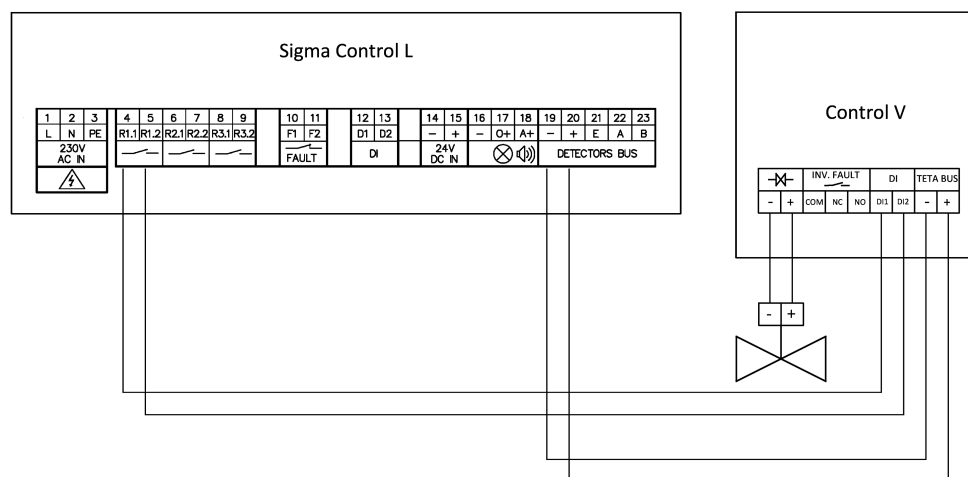 Sigma Control L
1 2 3 4 5 6 7 8 9 10 11 12 13 14 15 16 17 18 19 20 21 22 23
L N PE R1.1 R1.2 R2.1 R2.2 R3.1 R3.2 F1 F2 D1 D2 - + - O+ A+ - + E A B
230V
AC IN
FAULT
DI
24V
DC IN
DETECTORS BUS
Control V
INV. FAULT DI TETA BUS
- + COM NC NO DI1 DI2 - +
- +